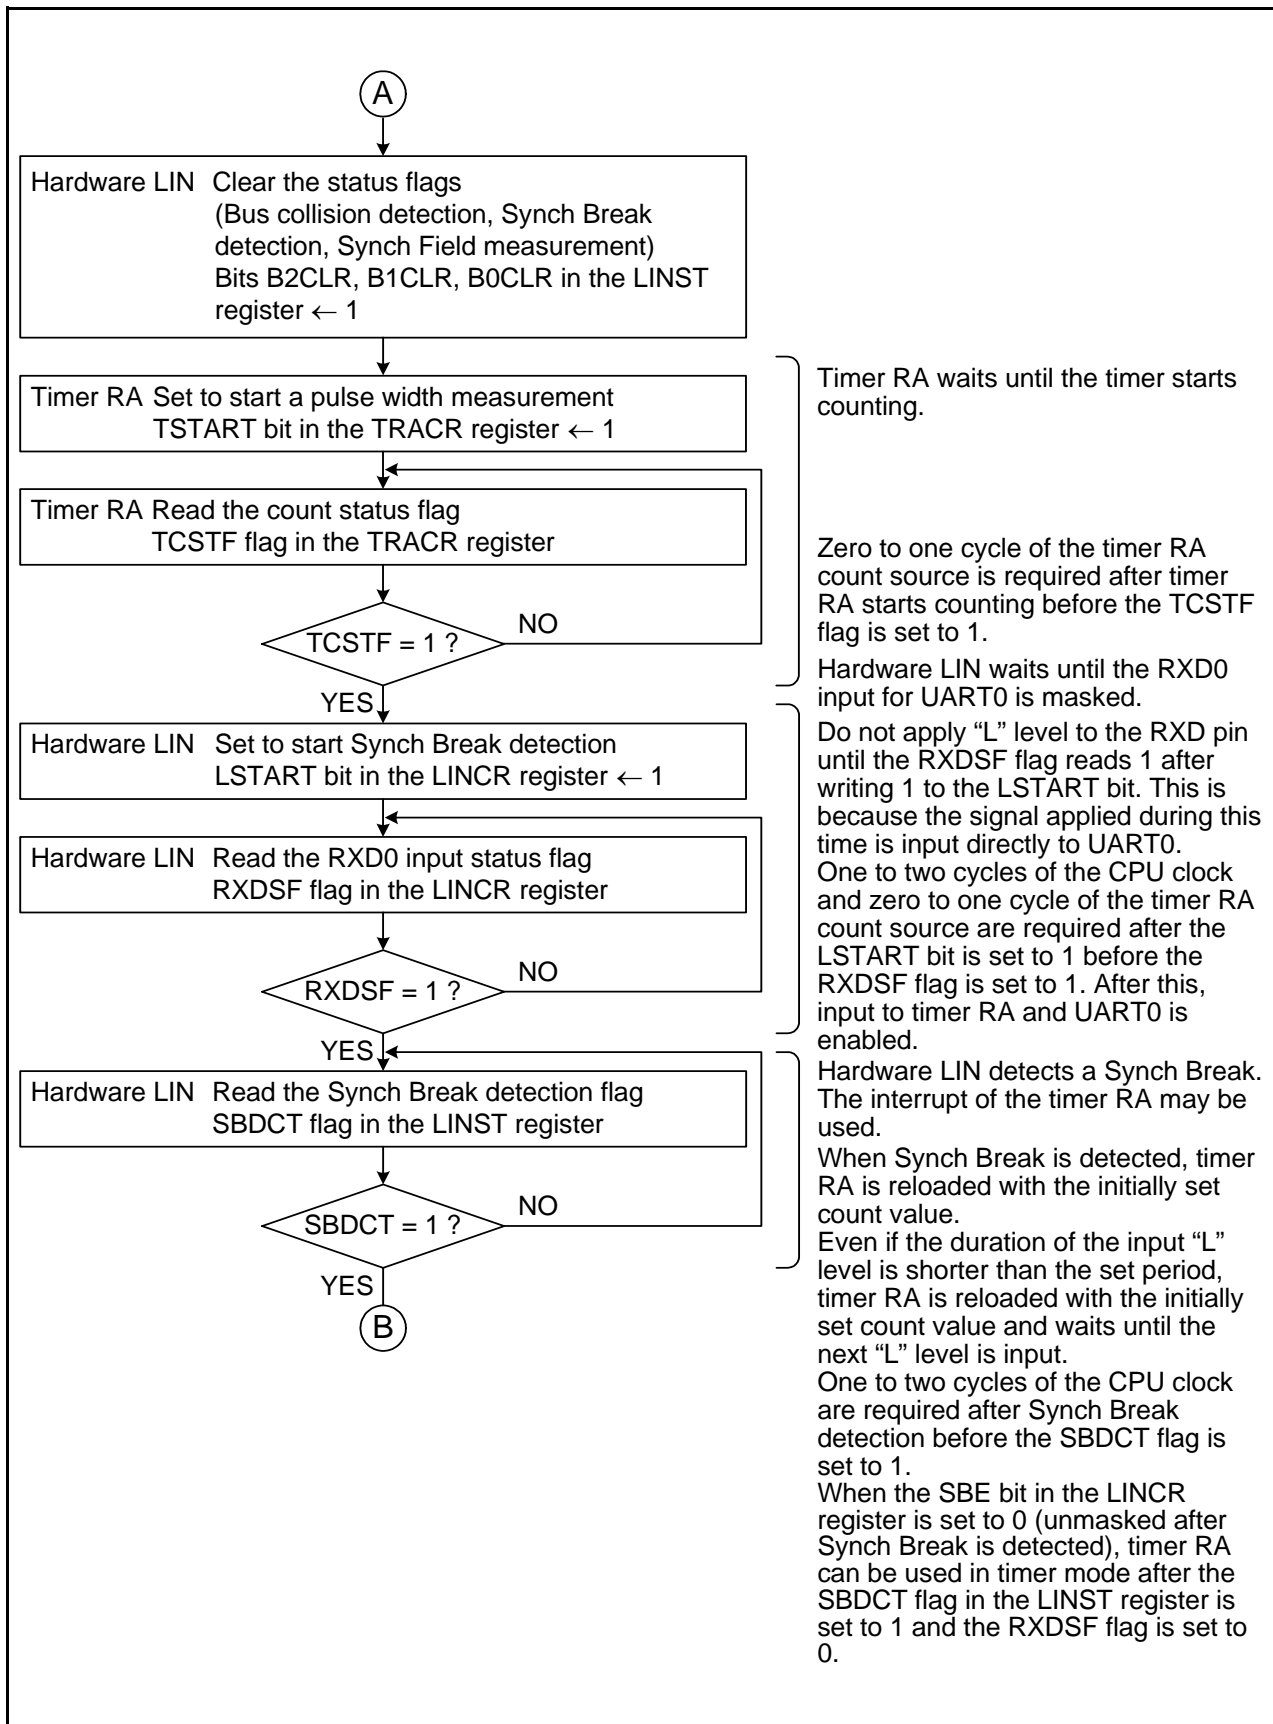 A
Hardware LIN Clear the status flags
(Bus collision detection, Synch Break
detection, Synch Field measurement)
Bits B2CLR, B1CLR, B0CLR in the LINST
register ← 1
Timer RA Set to start a pulse width measurement
TSTART bit in the TRACR register ← 1
Timer RA waits until the timer starts
counting.
Timer RA Read the count status flag
TCSTF flag in the TRACR register
TCSTF = 1 ?
NO
YES
Zero to one cycle of the timer RA
count source is required after timer
RA starts counting before the TCSTF
flag is set to 1.
Hardware LIN Set to start Synch Break detection
LSTART bit in the LINCR register ← 1
Hardware LIN Read the RXD0 input status flag
RXDSF flag in the LINCR register
RXDSF = 1 ?
NO
YES
Hardware LIN waits until the RXD0
input for UART0 is masked.
Do not apply “L” level to the RXD pin
until the RXDSF flag reads 1 after
writing 1 to the LSTART bit. This is
because the signal applied during this
time is input directly to UART0.
One to two cycles of the CPU clock
and zero to one cycle of the timer RA
count source are required after the
LSTART bit is set to 1 before the
RXDSF flag is set to 1. After this,
input to timer RA and UART0 is
enabled.
Hardware LIN Read the Synch Break detection flag
SBDCT flag in the LINST register
SBDCT = 1 ?
NO
YES
B
Hardware LIN detects a Synch Break.
The interrupt of the timer RA may be
used.
When Synch Break is detected, timer
RA is reloaded with the initially set
count value.
Even if the duration of the input “L”
level is shorter than the set period,
timer RA is reloaded with the initially
set count value and waits until the
next “L” level is input.
One to two cycles of the CPU clock
are required after Synch Break
detection before the SBDCT flag is
set to 1.
When the SBE bit in the LINCR
register is set to 0 (unmasked after
Synch Break is detected), timer RA
can be used in timer mode after the
SBDCT flag in the LINST register is
set to 1 and the RXDSF flag is set to
0.